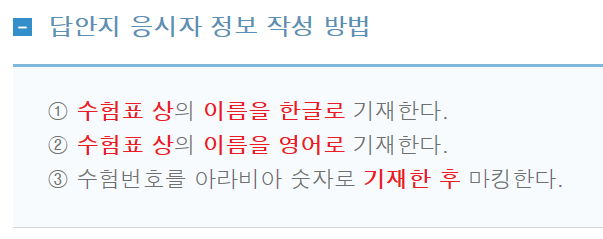 답안지 응시자 정보 작성 방법
① 수험표 상의 이름을 한글로 기재한다.
② 수험표 상의 이름을 영어로 기재한다.
③ 수험번호를 아라비아 숫자로 기재한 후 마킹한다.